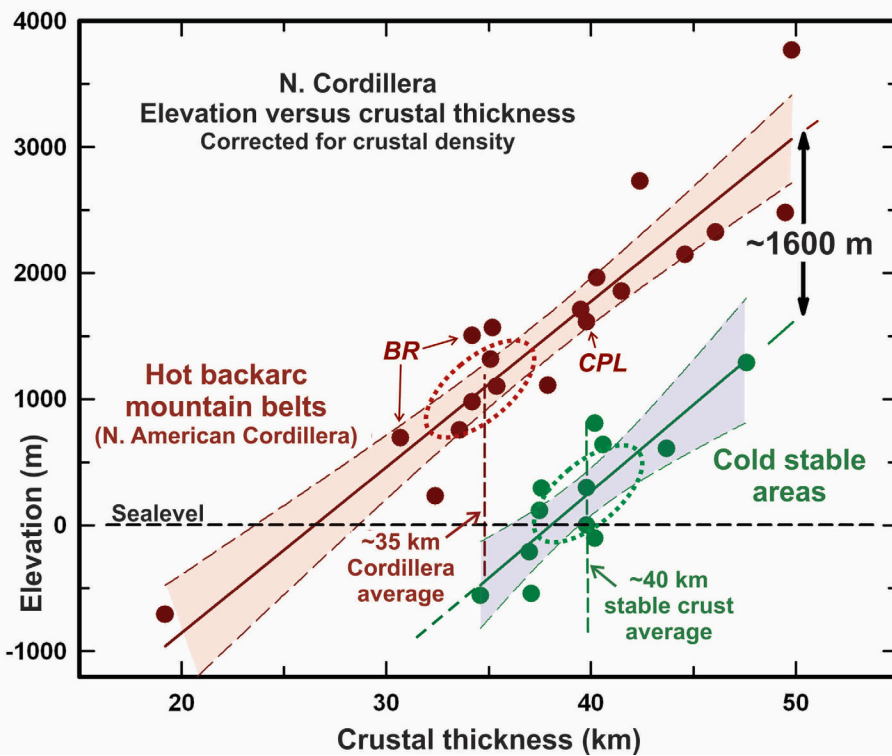 N. Cordillera
Elevation versus crustal thickness
Corrected for crustal density
4000
3000
2000
1000
0
-1000
Elevation (m)
~1600 m
BR
CPL
Hot backarc
mountain belts
(N. American Cordillera)
Cold stable
areas
Sealevel
~35 km
Cordillera
average
~40 km
stable crust
average
20
30
40
50
Crustal thickness (km)